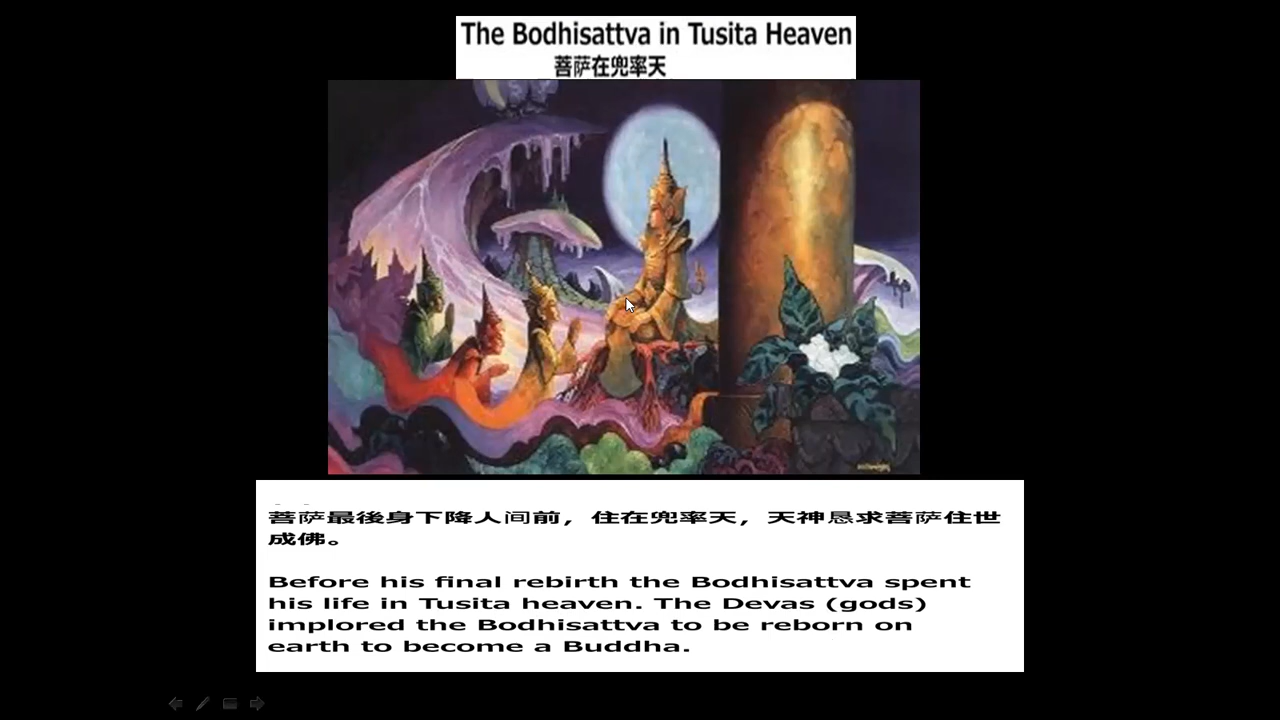 The Bodhisattva in Tusita Heaven
菩萨在兜率天
菩萨最後身下降人间前，住在兜率天，天神恳求菩萨住世
成佛。
Before his final rebirth the Bodhisattva spent
his life in Tusita heaven. The Devas (gods)
implored the Bodhisattva to be reborn on
earth to become a Buddha.